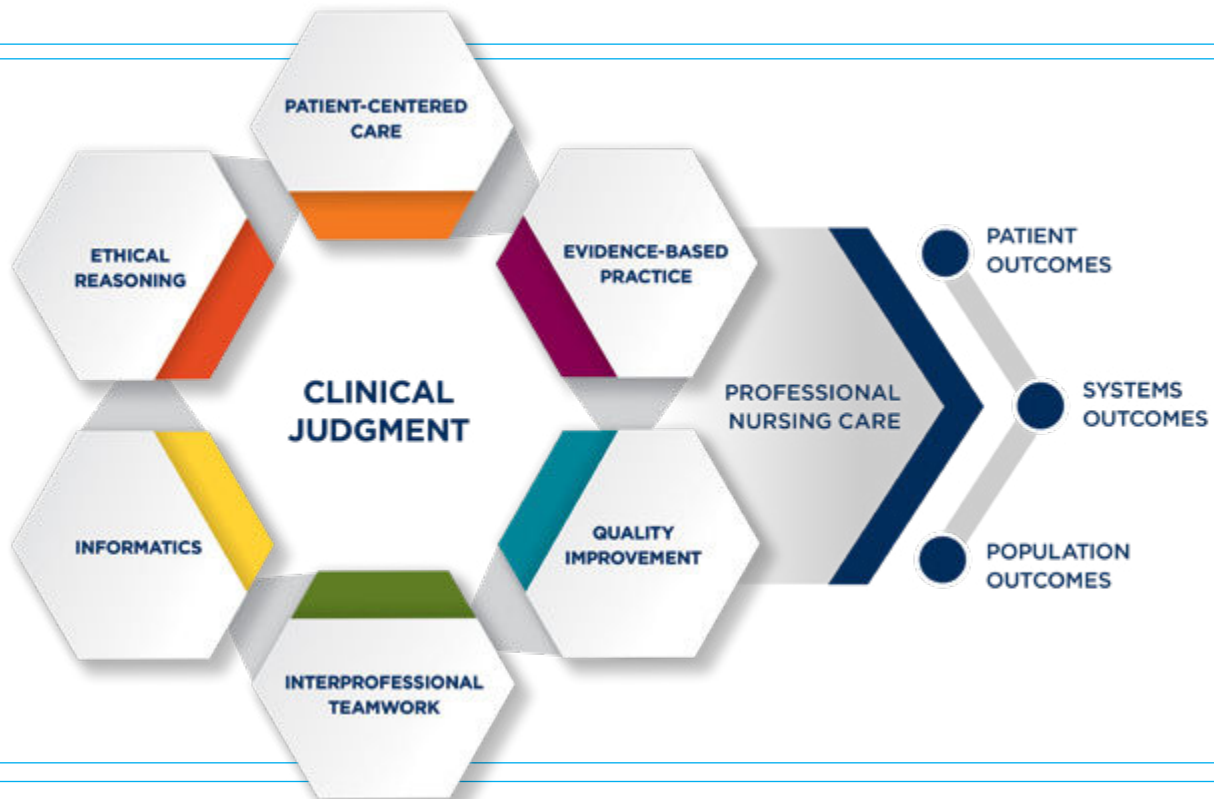 PATIENT-CENTERED
CARE
ETHICAL
REASONING
EVIDENCE-BASED
PRACTICE
CLINICAL
JUDGMENT
INFORMATICS
QUALITY
IMPROVEMENT
INTERPROFESSIONAL
TEAMWORK
PROFESSIONAL
NURSING CARE
PATIENT
OUTCOMES
SYSTEMS
OUTCOMES
POPULATION
OUTCOMES